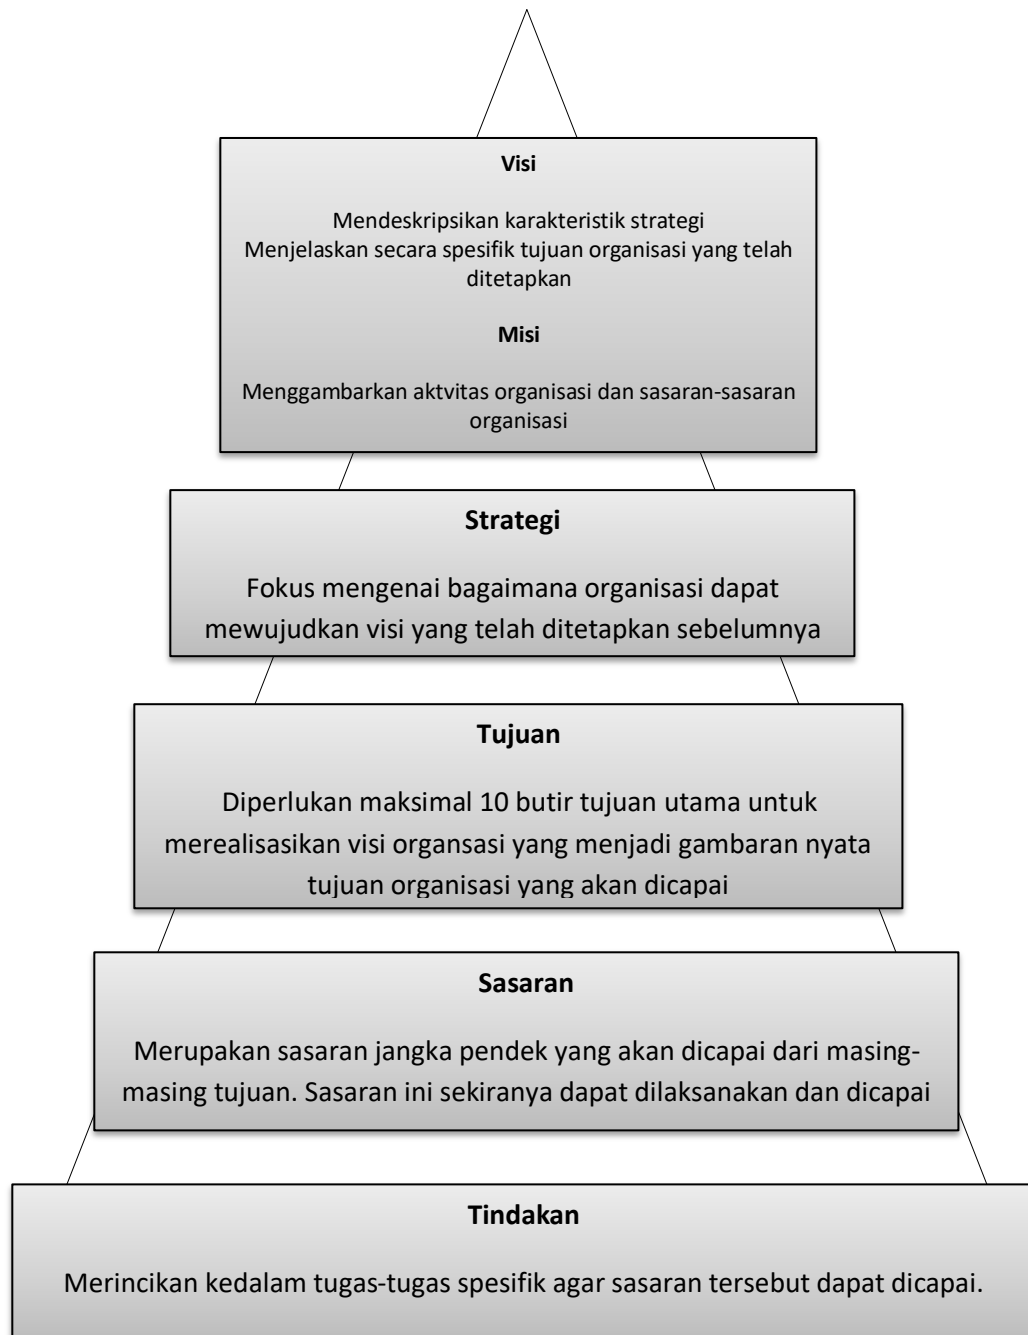 Visi
Mendeskripsikan karakteristik strategi
Menjelaskan secara spesifik tujuan organisasi yang telah
ditetapkan
Misi
Menggambarkan aktvitas organisasi dan sasaran-sasaran
organisasi
Strategi
Fokus mengenai bagaimana organisasi dapat
mewujudkan visi yang telah ditetapkan sebelumnya
Tujuan
Diperlukan maksimal 10 butir tujuan utama untuk
merealisasikan visi organsasi yang menjadi gambaran nyata
tujuan organisasi yang akan dicapai
Sasaran
Merupakan sasaran jangka pendek yang akan dicapai dari masing-
masing tujuan. Sasaran ini sekiranya dapat dilaksanakan dan dicapai
Tindakan
Merincikan kedalam tugas-tugas spesifik agar sasaran tersebut dapat dicapai.